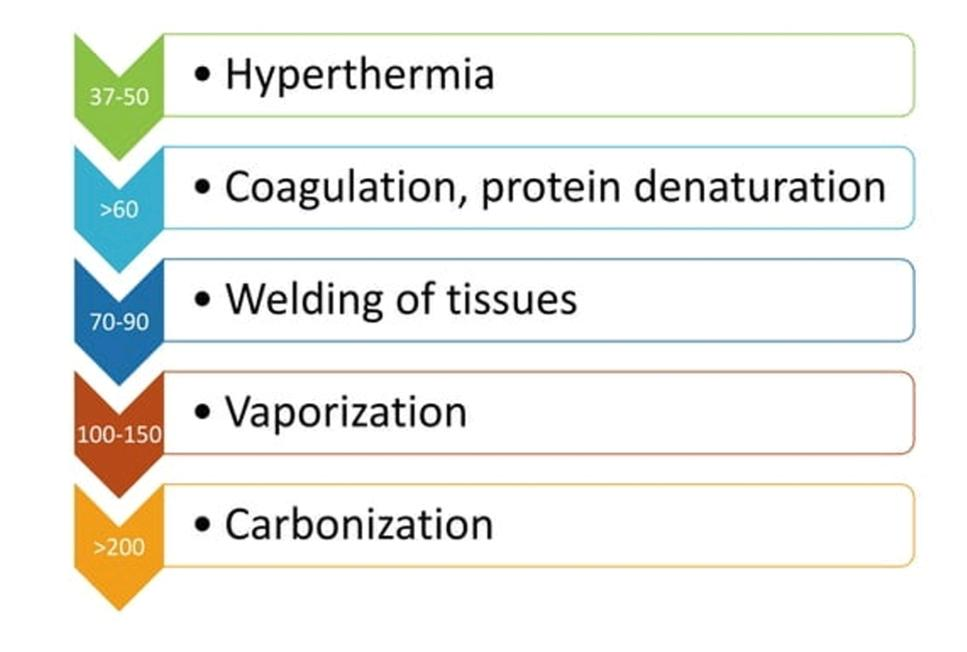 37-50
• Hyperthermia
>60
• Coagulation, protein denaturation
70-90
• Welding of tissues
100-150
• Vaporization
>200
• Carbonization